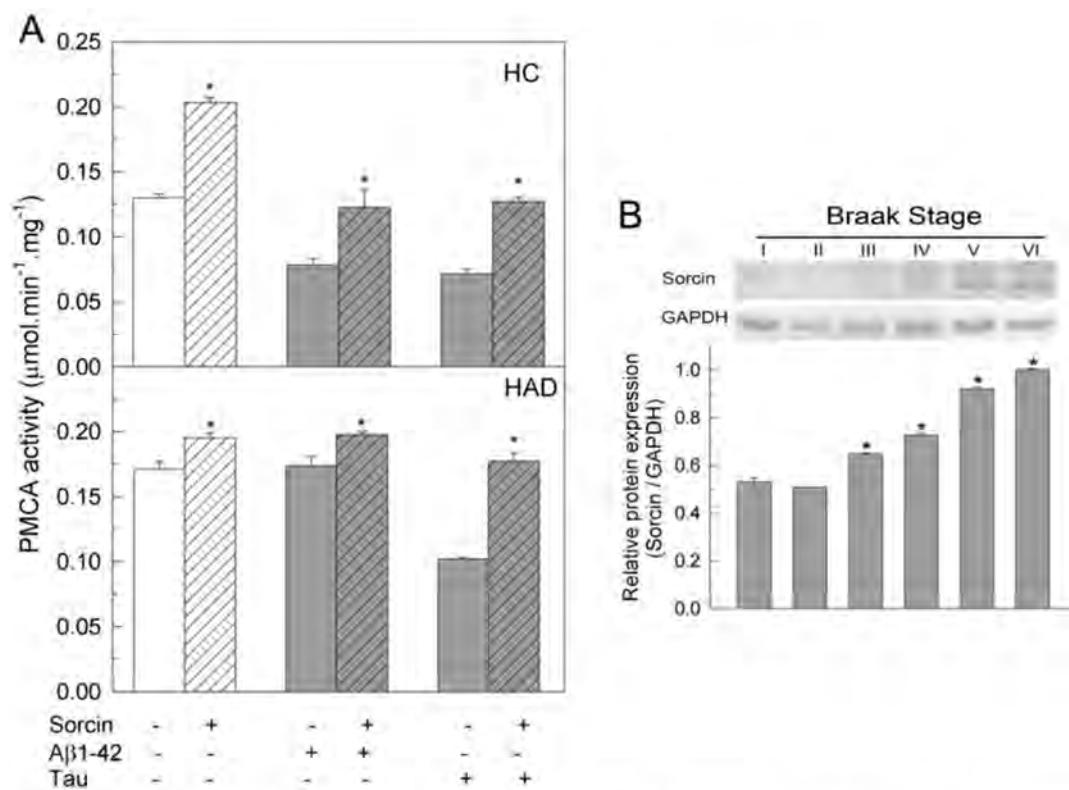 A
HC
PMCA activity (μmol.min⁻¹.mg⁻¹)
0.25
0.20
0.15
0.10
0.05
0.00
* * *
HAD
0.20
0.15
0.10
0.05
0.00
* * *
Sorcin - + - + - +
Aβ1-42 - - + + - -
Tau - - - - + +
B
Braak Stage
I II III IV V VI
Sorcin
GAPDH
Relative protein expression
(Sorcin / GAPDH)
1.0
0.8
0.6
0.4
0.2
0.0
* * * *